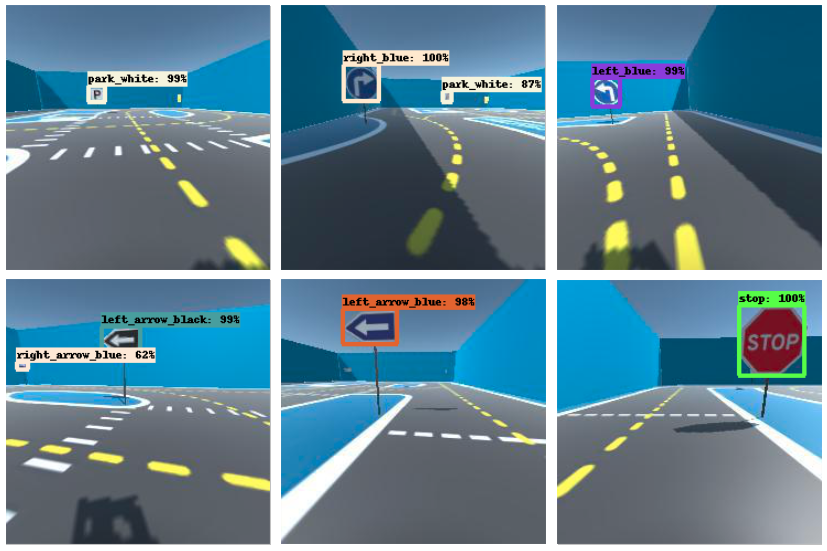 park_white: 99%
P
right_blue: 100%
park_white: 87%
left_blue: 99%
left_arrow_black: 99%
right_arrow_blue: 62%
left_arrow_blue: 98%
stop: 100%
STOP